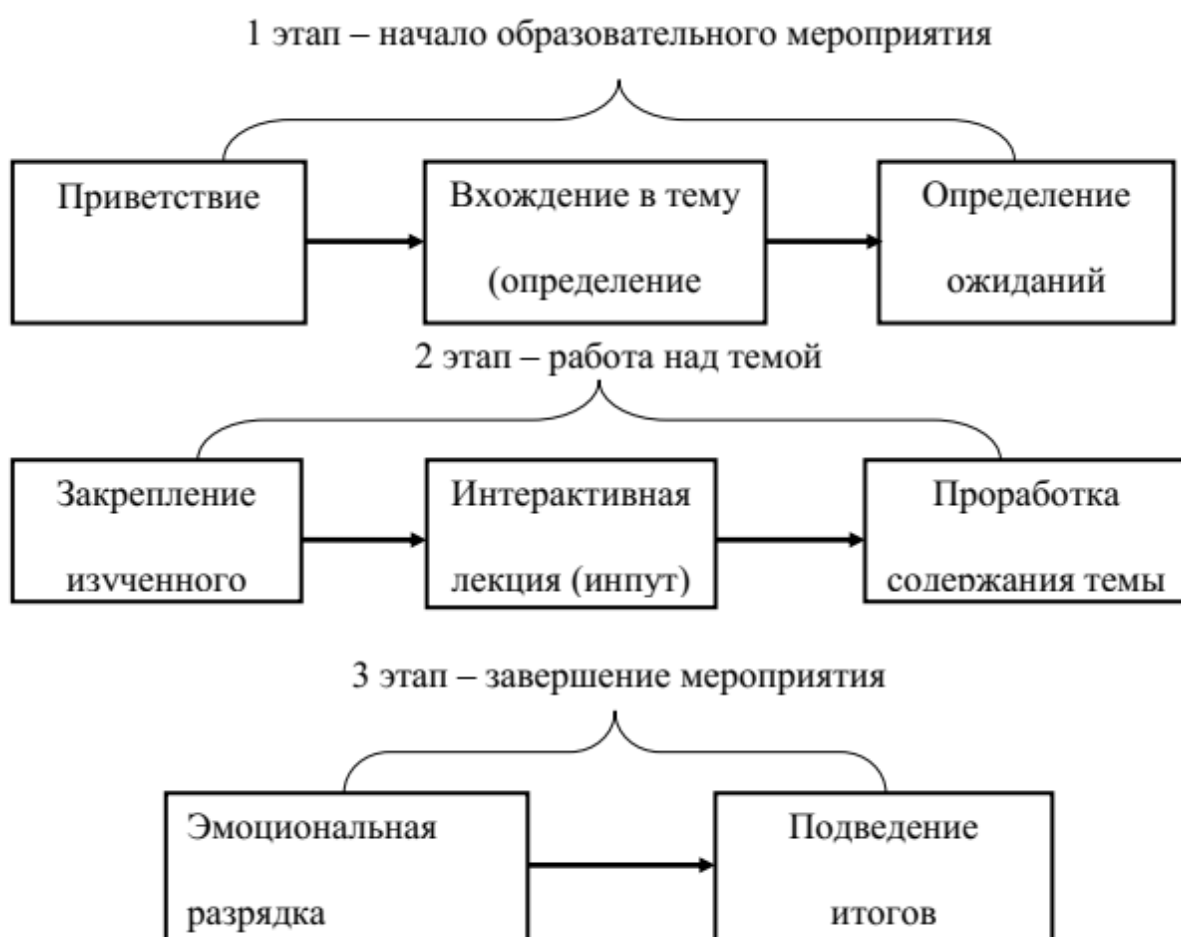 1 этап – начало образовательного мероприятия
Приветствие
Вхождение в тему
(определение
Определение
ожиданий
2 этап – работа над темой
Закрепление
изученного
Интерактивная
лекция (инпут)
Проработка
содержания темы
3 этап – завершение мероприятия
Эмоциональная
разрядка
Подведение
итогов